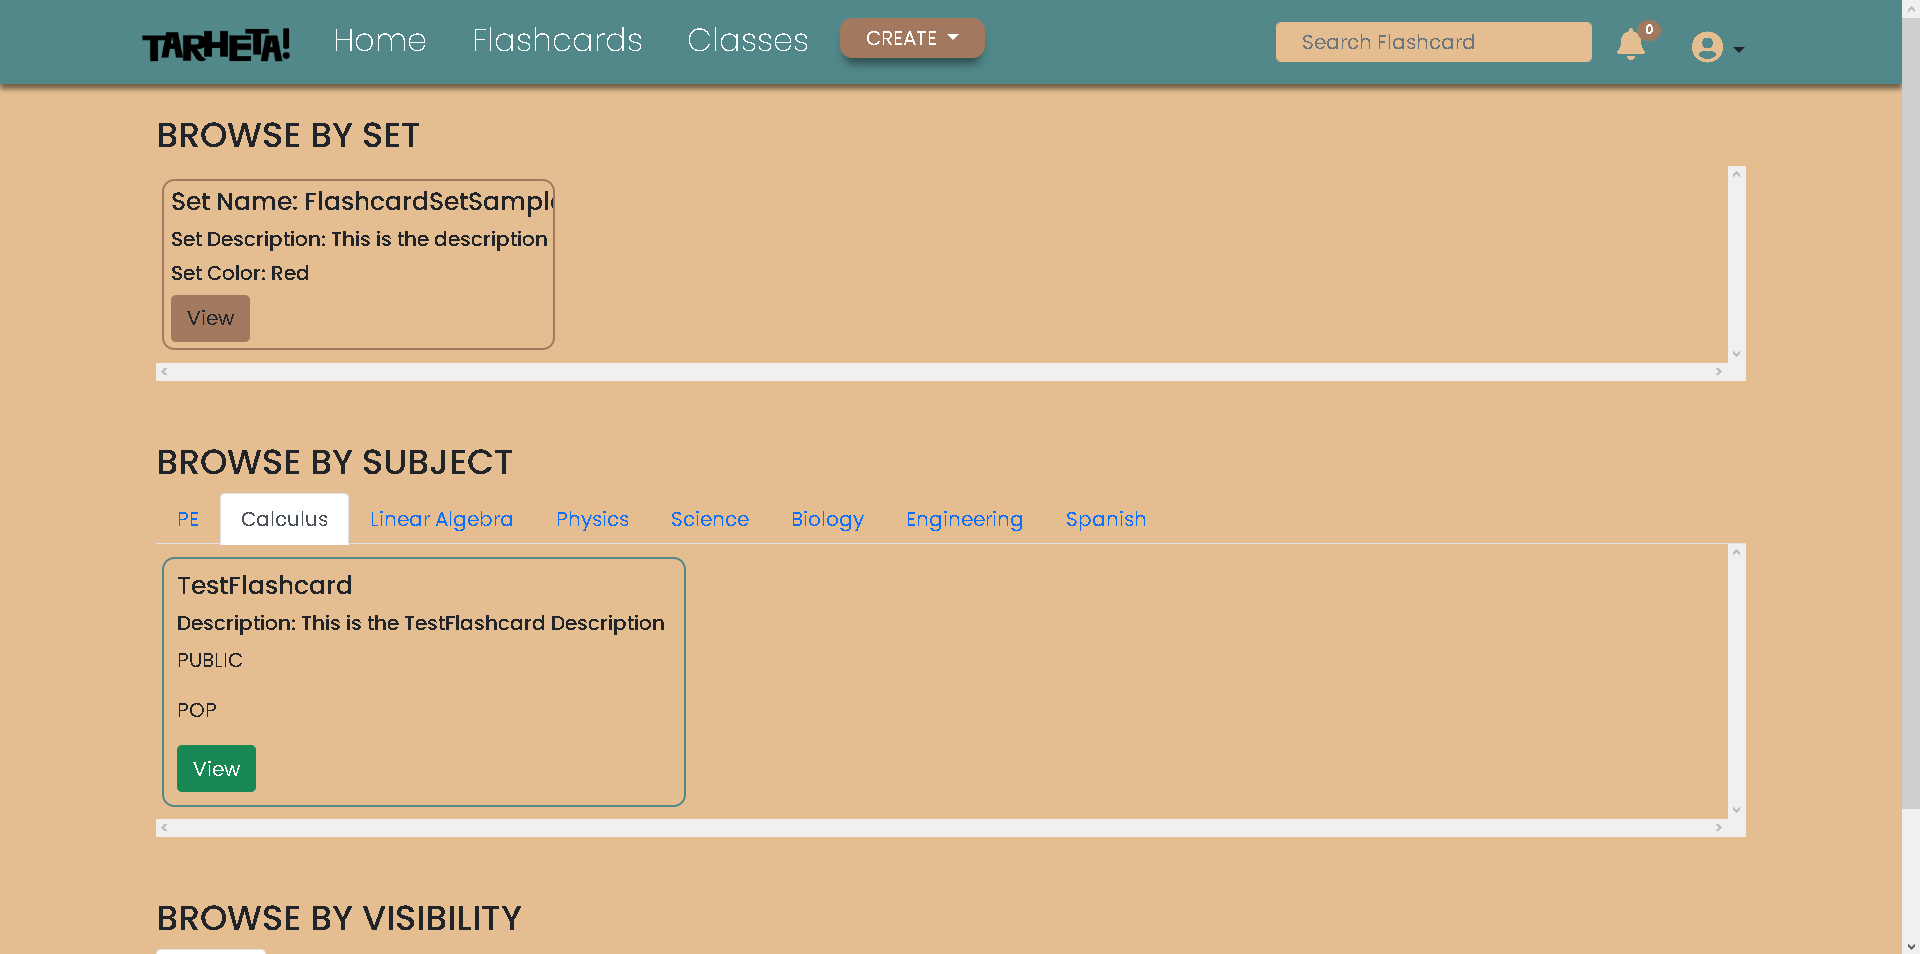 TARHETA! Home Flashcards Classes CREATE Search Flashcard 0
BROWSE BY SET
Set Name: FlashcardSetSample
Set Description: This is the description
Set Color: Red
View
BROWSE BY SUBJECT
PE Calculus Linear Algebra Physics Science Biology Engineering Spanish
TestFlashcard
Description: This is the TestFlashcard Description
PUBLIC
POP
View
BROWSE BY VISIBILITY